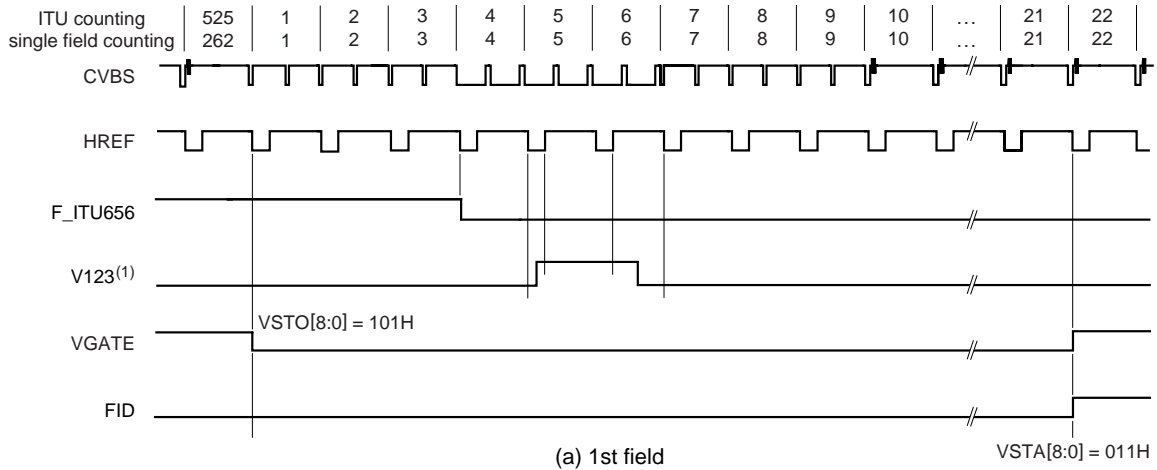 ITU counting 525 1 2 3 4 5 6 7 8 9 10 ... 21 22
single field counting 262 1 2 3 4 5 6 7 8 9 10 ... 21 22
CVBS
HREF
F_ITU656
V123(1)
VSTO[8:0] = 101H
VGATE
FID
VSTA[8:0] = 011H
(a) 1st field